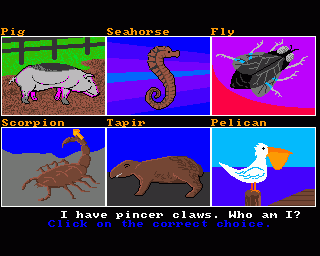 Pig Seahorse Fly
Scorpion Tapir Pelican
I have pincer claws. Who am I?
Click on the correct choice.